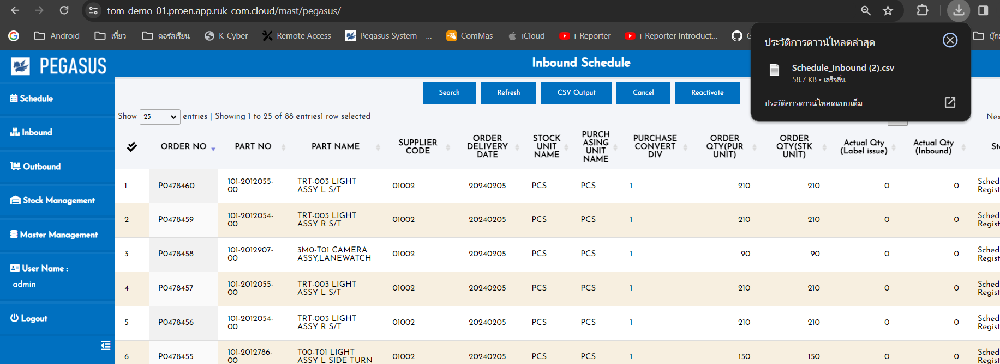 tom-demo-01.proen.app.ruk-com.cloud/mast/pegasus/
Android เที่ยว คอร์สเรียน K-Cyber Remote Access Pegasus System --... ComMas iCloud i-Reporter i-Reporter Introduct...
ประวัติการดาวน์โหลดล่าสุด
Schedule_Inbound (2).csv
58.7 KB • เสร็จสิ้น
ประวัติการดาวน์โหลดแบบเต็ม
PEGASUS
Inbound Schedule
Schedule
Inbound
Outbound
Stock Management
Master Management
User Name :
admin
Logout
Search Refresh CSV Output Cancel Reactivate
Show 25 entries | Showing 1 to 25 of 88 entries1 row selected
ORDER NO PART NO PART NAME SUPPLIER CODE ORDER DELIVERY DATE STOCK UNIT NAME PURCH ASING UNIT NAME PURCHASE CONVERT DIV ORDER QTY(PUR UNIT) ORDER QTY(STK UNIT) Actual Qty (Label issue) Actual Qty (Inbound)
1 P0478460 101-2012055-00 TRT-003 LIGHT ASSY L S/T 01002 20240205 PCS PCS 1 210 210 0 0 Sched Regist
2 P0478459 101-2012054-00 TRT-003 LIGHT ASSY R S/T 01002 20240205 PCS PCS 1 210 210 0 0 Sched Regist
3 P0478458 101-2012907-00 3M0-T01 CAMERA ASSY,LANEWATCH 01002 20240205 PCS PCS 1 90 90 0 0 Sched Regist
4 P0478457 101-2012055-00 TRT-003 LIGHT ASSY L S/T 01002 20240205 PCS PCS 1 210 210 0 0 Sched Regist
5 P0478456 101-2012054-00 TRT-003 LIGHT ASSY R S/T 01002 20240205 PCS PCS 1 210 210 0 0 Sched Regist
6 P0478455 101-2012786-00 T00-T01 LIGHT ASSY L SIDE TURN 01002 20240205 PCS PCS 1 150 150 0 0 Sched Regist